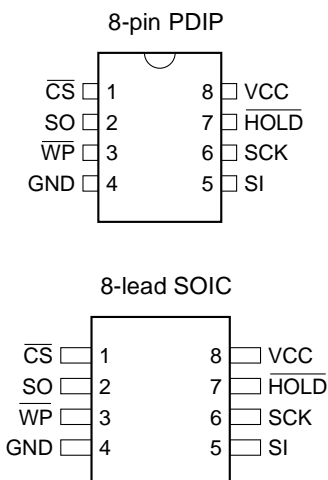 8-pin PDIP
CS 1 8 VCC
SO 2 7 HOLD
WP 3 6 SCK
GND 4 5 SI
8-lead SOIC
CS 1 8 VCC
SO 2 7 HOLD
WP 3 6 SCK
GND 4 5 SI